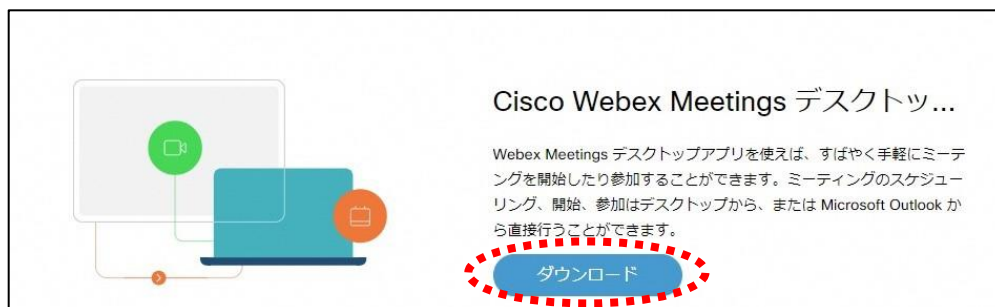 Cisco Webex Meetings デスクトッ...
Webex Meetings デスクトップアプリを使えば、すばやく手軽にミーテ
ングを開始したり参加することができます。ミーティングのスケジュー
リング、開始、参加はデスクトップから、または Microsoft Outlook か
ら直接行うことができます。
ダウンロード